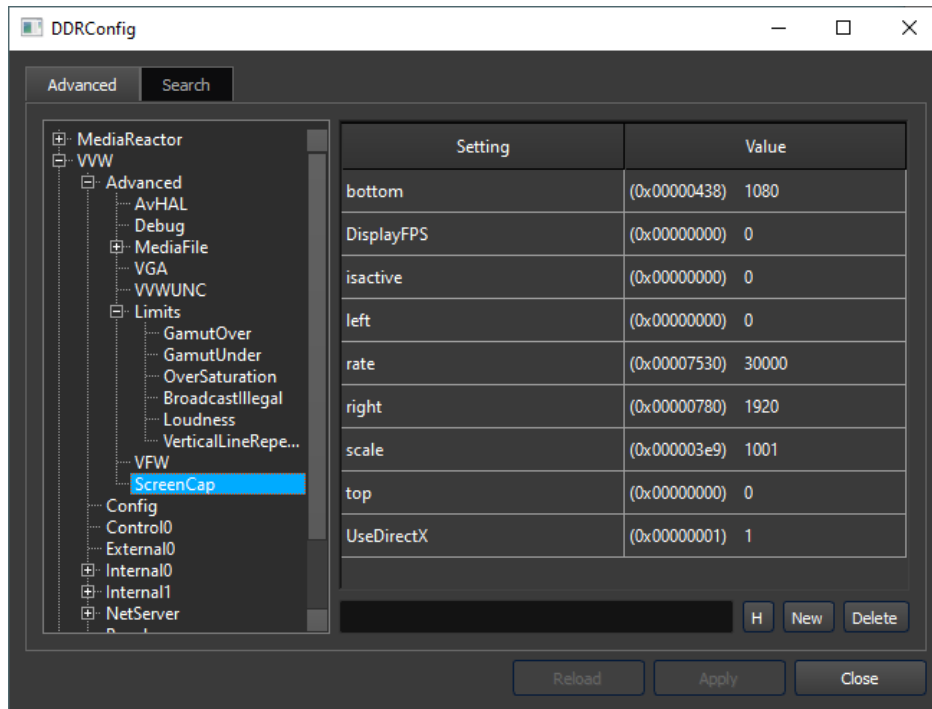 DDRConfig
Advanced
Search
MediaReactor
VVW
Advanced
AvHAL
Debug
MediaFile
VGA
VVWUNC
Limits
GamutOver
GamutUnder
OverSaturation
BroadcastIllegal
Loudness
VerticalLineRepe...
VFW
ScreenCap
Config
Control0
External0
Internal0
Internal1
NetServer
Setting Value
bottom (0x00000438) 1080
DisplayFPS (0x00000000) 0
isactive (0x00000000) 0
left (0x00000000) 0
rate (0x00007530) 30000
right (0x00000780) 1920
scale (0x000003e9) 1001
top (0x00000000) 0
UseDirectX (0x00000001) 1
H New Delete
Reload Apply Close